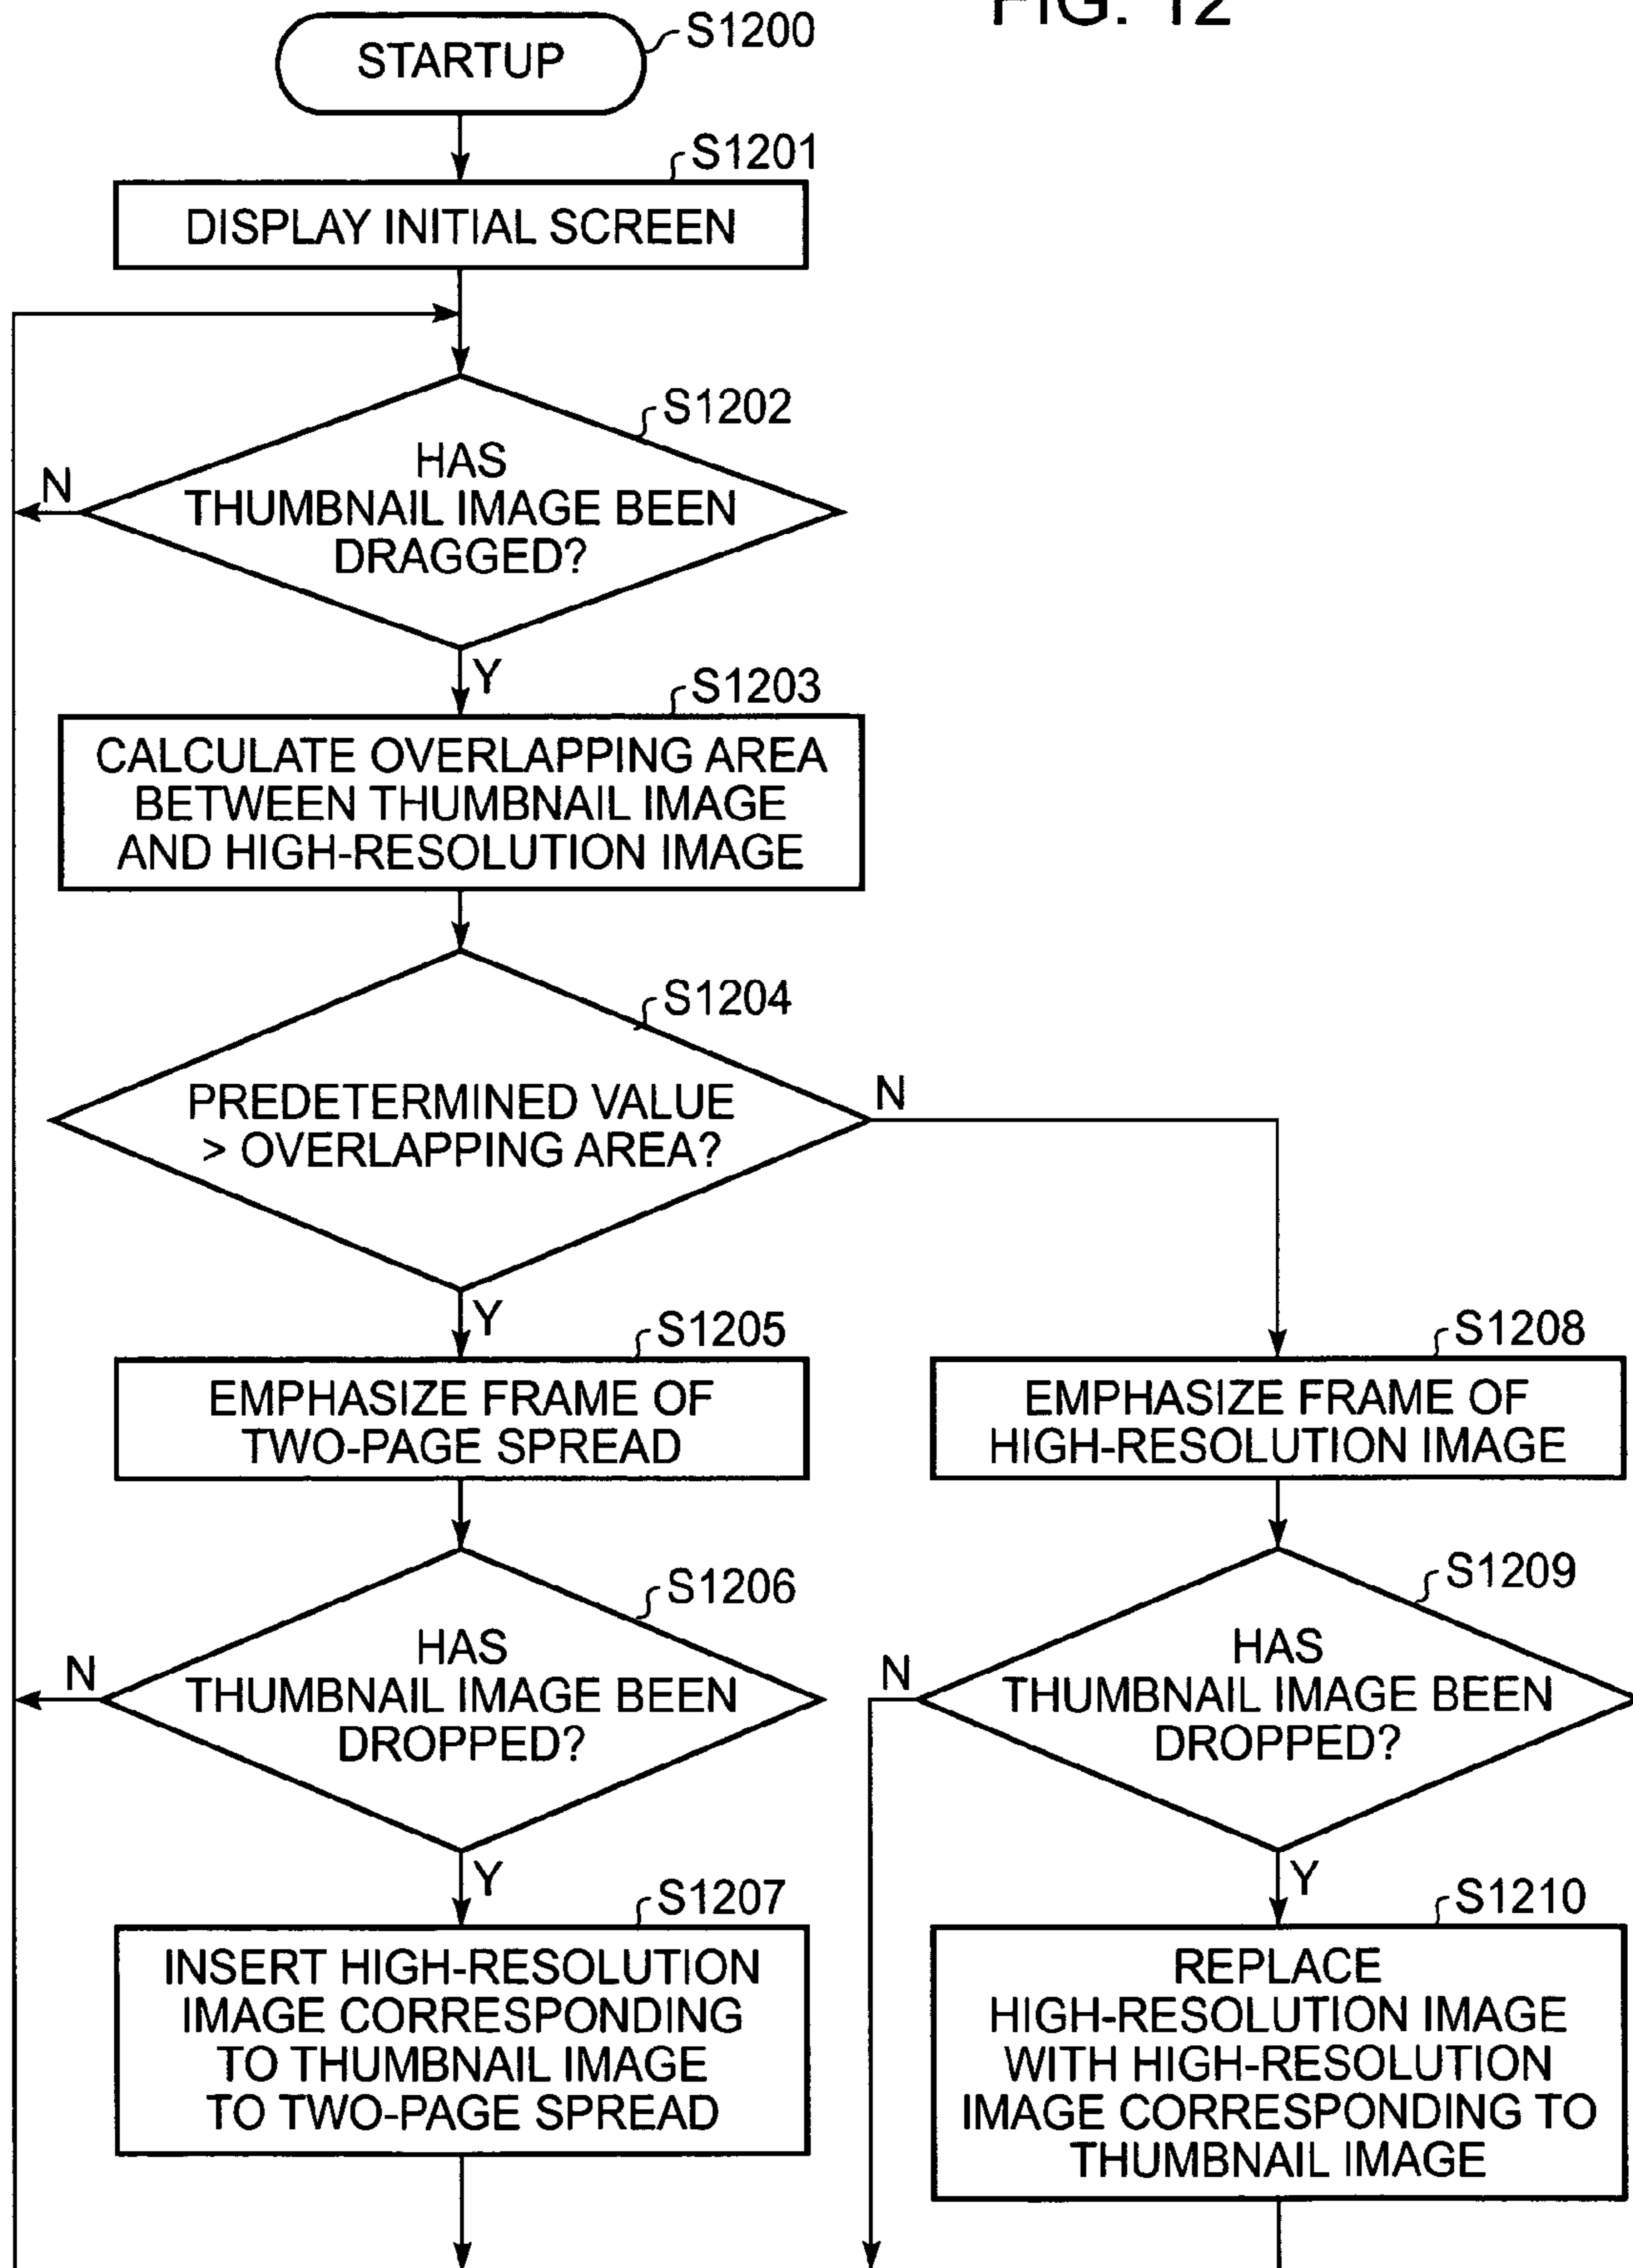 FIG. 12
STARTUP
S1200
S1201
DISPLAY INITIAL SCREEN
S1202
HAS
THUMBNAIL IMAGE BEEN
DRAGGED?
N
Y
S1203
CALCULATE OVERLAPPING AREA
BETWEEN THUMBNAIL IMAGE
AND HIGH-RESOLUTION IMAGE
S1204
PREDETERMINED VALUE
> OVERLAPPING AREA?
N
Y
S1205
EMPHASIZE FRAME OF
TWO-PAGE SPREAD
S1206
HAS
THUMBNAIL IMAGE BEEN
DROPPED?
N
Y
S1207
INSERT HIGH-RESOLUTION
IMAGE CORRESPONDING
TO THUMBNAIL IMAGE
TO TWO-PAGE SPREAD
S1208
EMPHASIZE FRAME OF
HIGH-RESOLUTION IMAGE
S1209
HAS
THUMBNAIL IMAGE BEEN
DROPPED?
N
Y
S1210
REPLACE
HIGH-RESOLUTION IMAGE
WITH HIGH-RESOLUTION
IMAGE CORRESPONDING TO
THUMBNAIL IMAGE